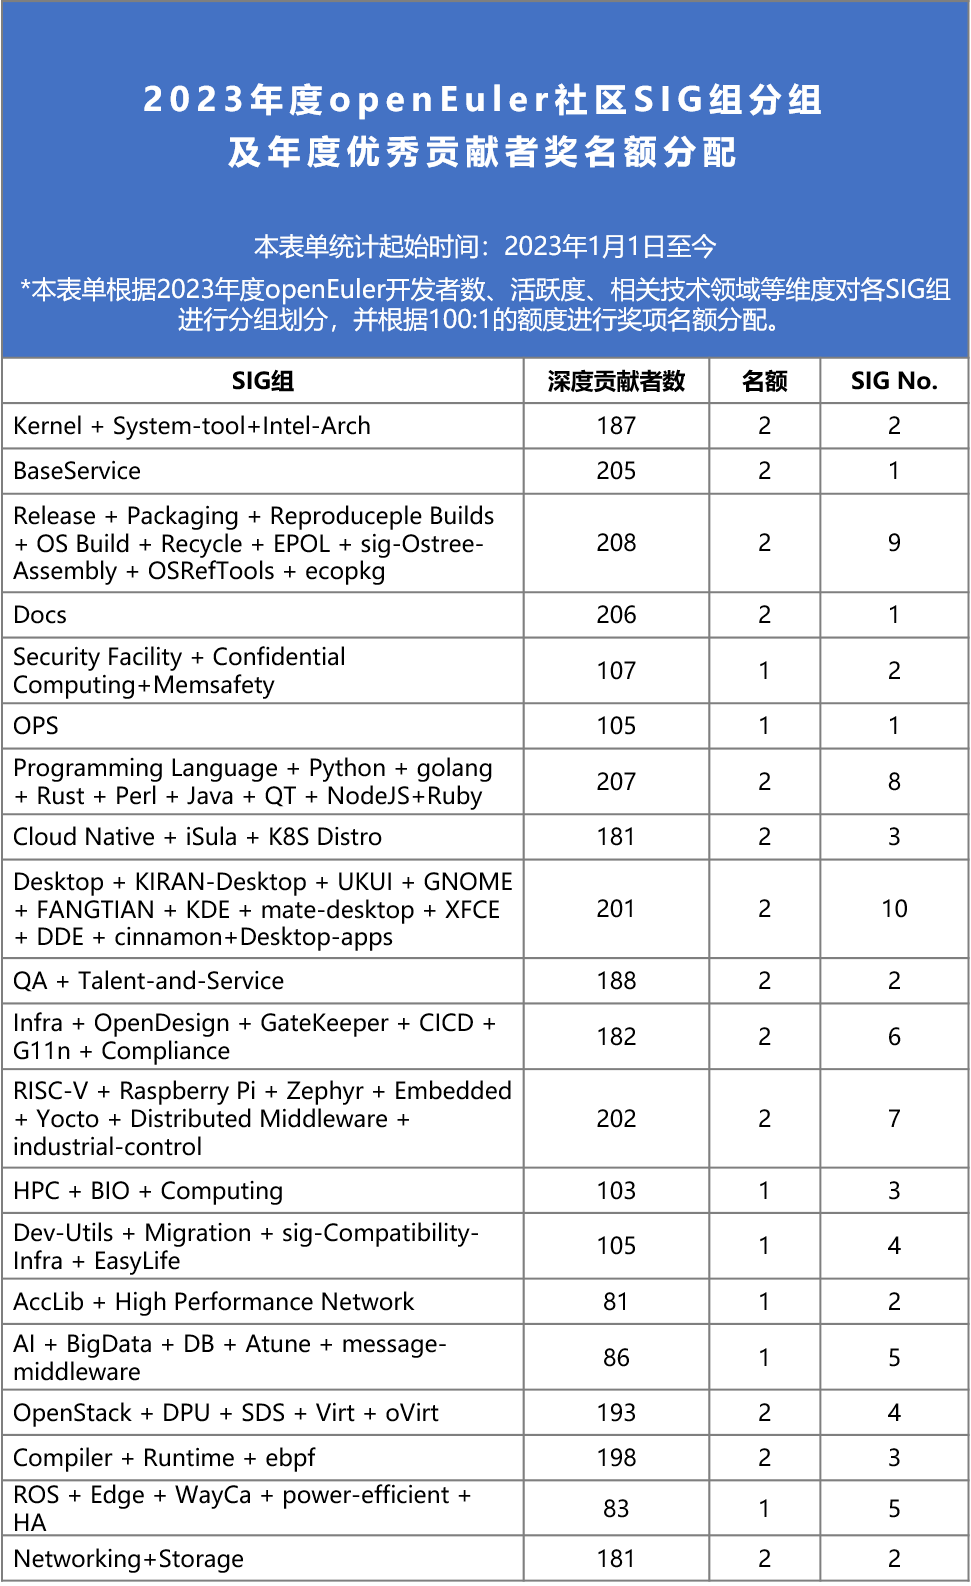 2023年度openEuler社区SIG组分组
及年度优秀贡献者奖名额分配
本表单统计起始时间：2023年1月1日至今
*本表单根据2023年度openEuler开发者数、活跃度、相关技术领域等维度对各SIG组
进行分组划分，并根据100:1的额度进行奖项名额分配。
SIG组 深度贡献者数 名额 SIG No.
Kernel + System-tool+Intel-Arch 187 2 2
BaseService 205 2 1
Release + Packaging + Reproduceple Builds
+ OS Build + Recycle + EPOL + sig-Ostree-
Assembly + OSRefTools + ecopkg
208 2 9
Docs 206 2 1
Security Facility + Confidential
Computing+Memsafety
107 1 2
OPS 105 1 1
Programming Language + Python + golang
+ Rust + Perl + Java + QT + NodeJS+Ruby
207 2 8
Cloud Native + iSula + K8S Distro 181 2 3
Desktop + KIRAN-Desktop + UKUI + GNOME
+ FANGTIAN + KDE + mate-desktop + XFCE
+ DDE + cinnamon+Desktop-apps
201 2 10
QA + Talent-and-Service 188 2 2
Infra + OpenDesign + GateKeeper + CICD +
G11n + Compliance
182 2 6
RISC-V + Raspberry Pi + Zephyr + Embedded
+ Yocto + Distributed Middleware +
industrial-control
202 2 7
HPC + BIO + Computing 103 1 3
Dev-Utils + Migration + sig-Compatibility-
Infra + EasyLife
105 1 4
AccLib + High Performance Network 81 1 2
AI + BigData + DB + Atune + message-
middleware
86 1 5
OpenStack + DPU + SDS + Virt + oVirt 193 2 4
Compiler + Runtime + ebpf 198 2 3
ROS + Edge + WayCa + power-efficient +
HA
83 1 5
Networking+Storage 181 2 2